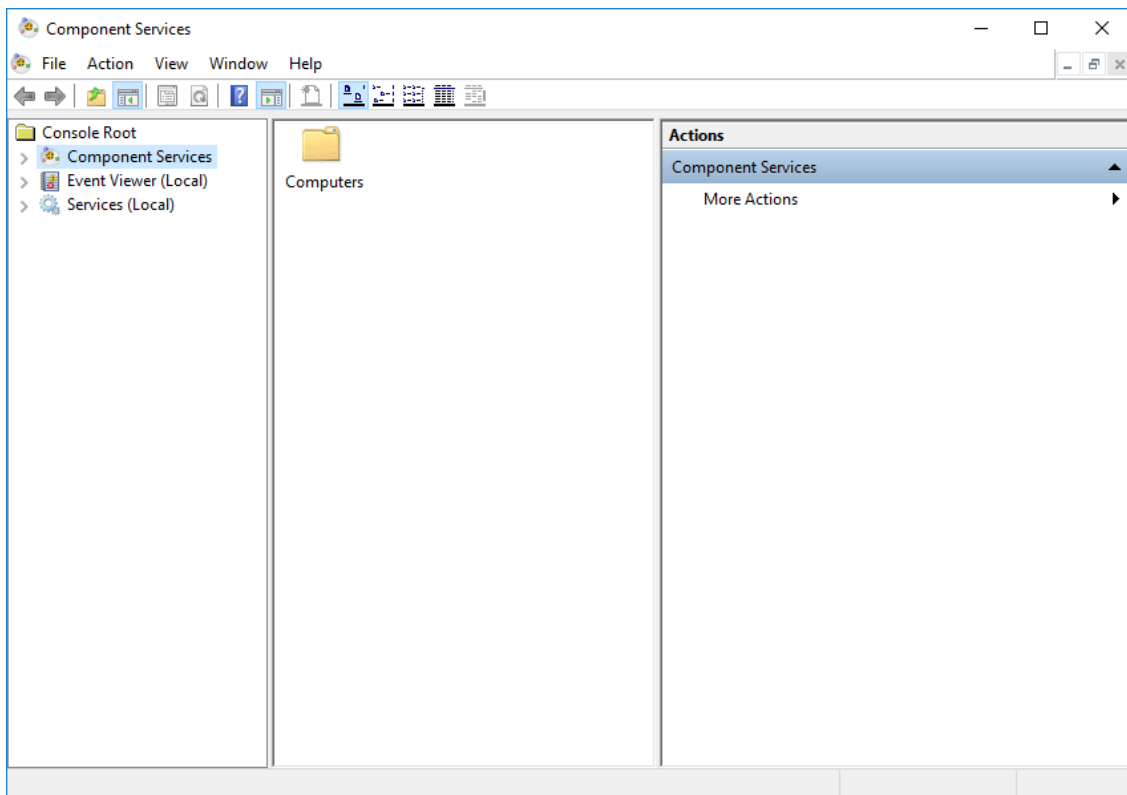 Component Services
File Action View Window Help
Console Root
Component Services
Event Viewer (Local)
Services (Local)
Computers
Actions
Component Services
More Actions